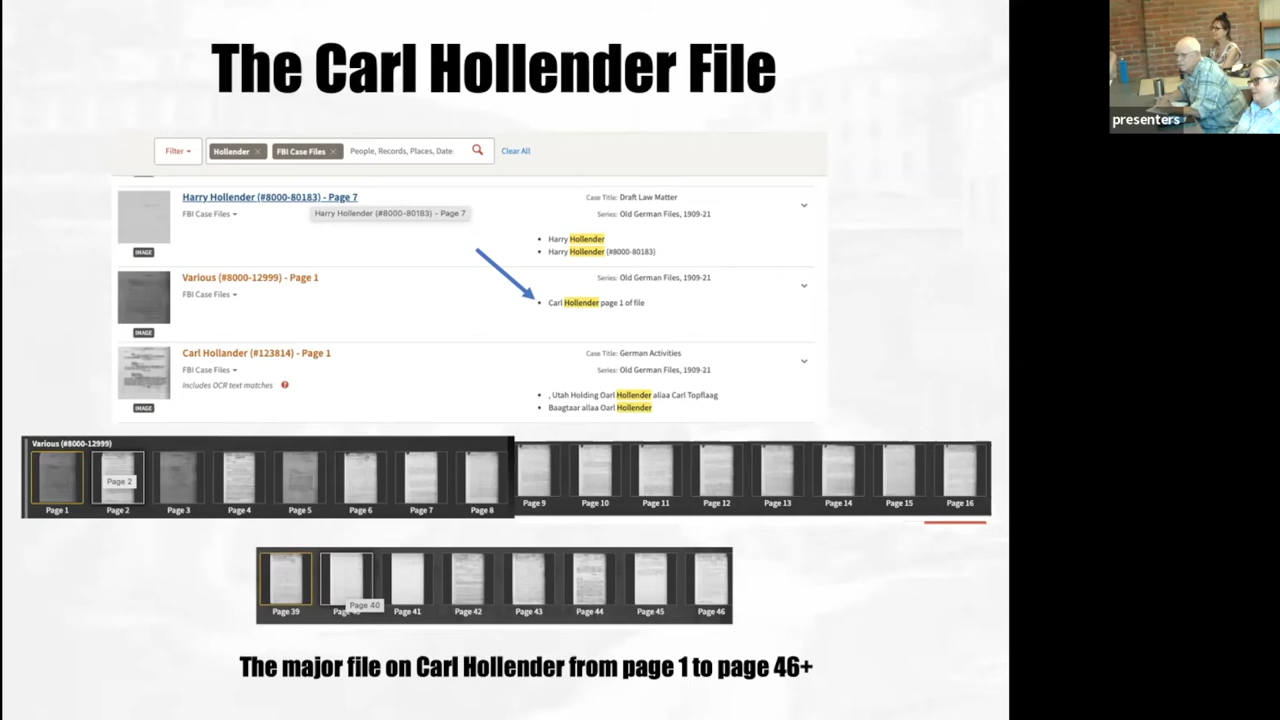 The Carl Hollender File
presenters
Filter
Hollender ×
FBI Case Files ×
People, Records, Places, Date:
Clear All
Harry Hollender (#8000-80183) - Page 7
FBI Case Files
Harry Hollender (#8000-80183) - Page 7
IMAGE
Case Title: Draft Law Matter
Series: Old German Files, 1909-21
• Harry Hollender
• Harry Hollender (#8000-80183)
Various (#8000-12999) - Page 1
FBI Case Files
IMAGE
Series: Old German Files, 1909-21
• Carl Hollender page 1 of file
Carl Hollander (#123814) - Page 1
FBI Case Files
Includes OCR text matches ?
IMAGE
Case Title: German Activities
Series: Old German Files, 1909-21
• , Utah Holding Oarl Hollender aliaa Carl Topflaag
• Baagtaar allaa Oarl Hollender
Various (#8000-12999)
Page 2
Page 1 Page 2 Page 3 Page 4 Page 5 Page 6 Page 7 Page 8 Page 9 Page 10 Page 11 Page 12 Page 13 Page 14 Page 15 Page 16
Page 40
Page 39 Page 41 Page 42 Page 43 Page 44 Page 45 Page 46
The major file on Carl Hollender from page 1 to page 46+